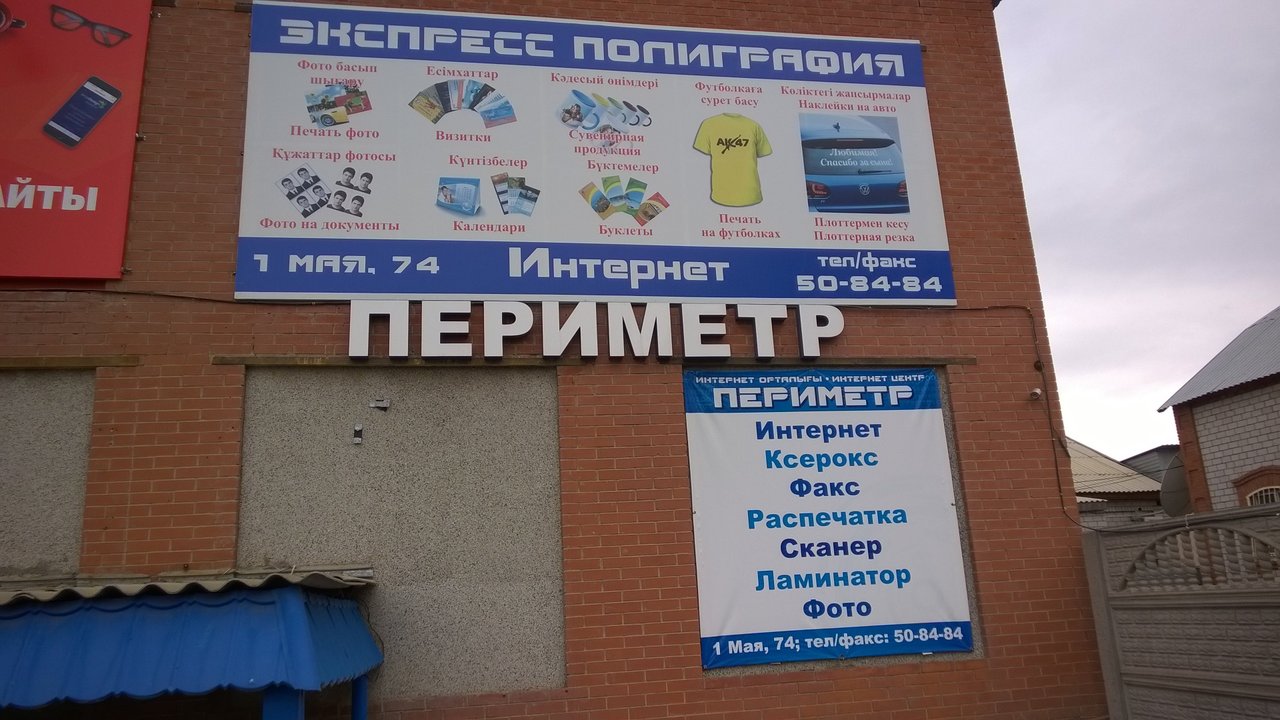 АЙТЫ
ЭКСПРЕСС ПОЛИГРАФИЯ
Фото басып
шығару
Печать фото
Есімхаттар
Визитки
Кәдесый өнімдері
Сувенирная
продукция
Футболкаға
сурет басу
АК47
Печать
на футболках
Көліктегі жапсырмалар
Наклейки на авто
Любимая!
Спасибо за сына!
Плоттермен кесу
Плоттерная резка
Құжаттар фотосы
Фото на документы
Күнтізбелер
Календари
Бүктемелер
Буклеты
1 МАЯ, 74
Интернет
тел/факс
50-84-84
ПЕРИМЕТР
ИНТЕРНЕТ ОРТАЛЫҒЫ • ИНТЕРНЕТ ЦЕНТР
ПЕРИМЕТР
Интернет
Ксерокс
Факс
Распечатка
Сканер
Ламинатор
Фото
1 Мая, 74; тел/факс: 50-84-84